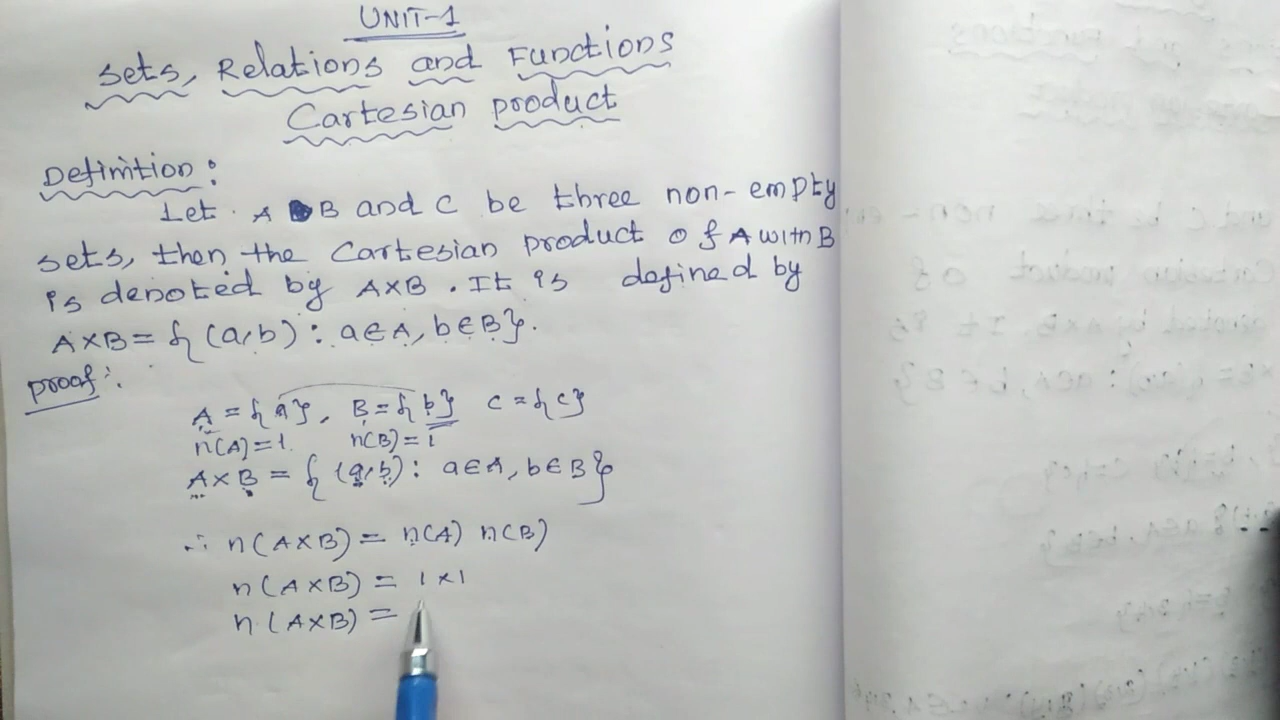 UNIT-1
Sets, Relations and Functions
Cartesian product
Definition:
Let A B and C be three non-empty
sets, then the Cartesian product of A with B
is denoted by A×B. It is defined by
A×B = {(a,b) : a∈A, b∈B}.
proof:
A = {a}, B = {b} C = {c}
n(A)=1. n(B)=1
A×B = {(a,b): a∈A, b∈B}
∴ n(A×B) = n(A) n(B)
n(A×B) = 1×1
n(A×B) =